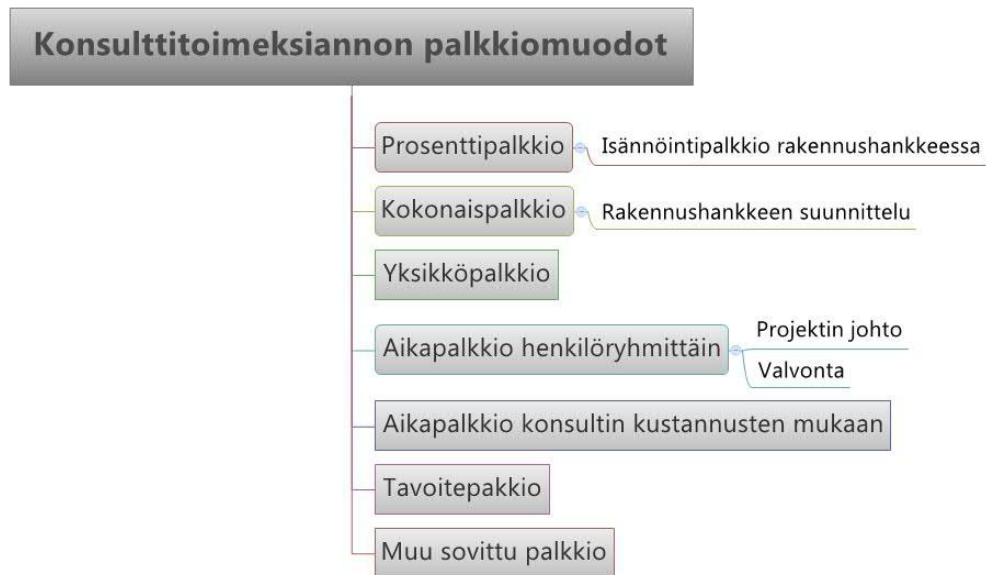 Konsulttitoimeksiannon palkkiomuodot
Prosenttipalkkio
Isännöintipalkkio rakennushankkeessa
Kokonaispalkkio
Rakennushankkeen suunnittelu
Yksikköpalkkio
Aikapalkkio henkilöryhmittäin
Projektin johto
Valvonta
Aikapalkkio konsultin kustannusten mukaan
Tavoitepakkio
Muu sovittu palkkio